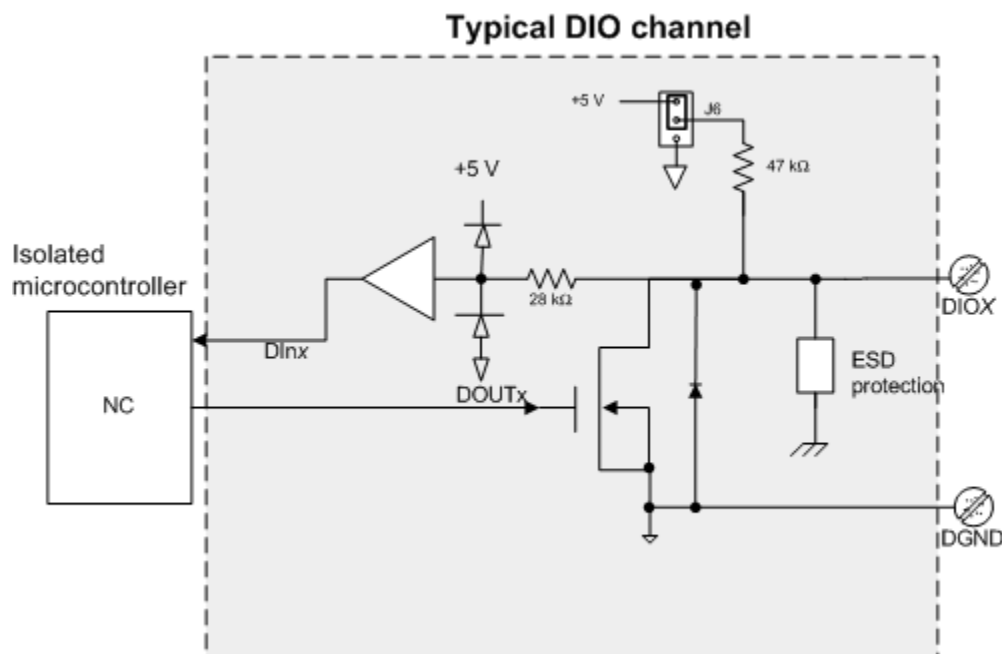 Typical DIO channel
+5 V
J6
47 kΩ
+5 V
Isolated
microcontroller
28 kΩ
DIOX
DInx
ESD
protection
DOUTx
NC
DGND